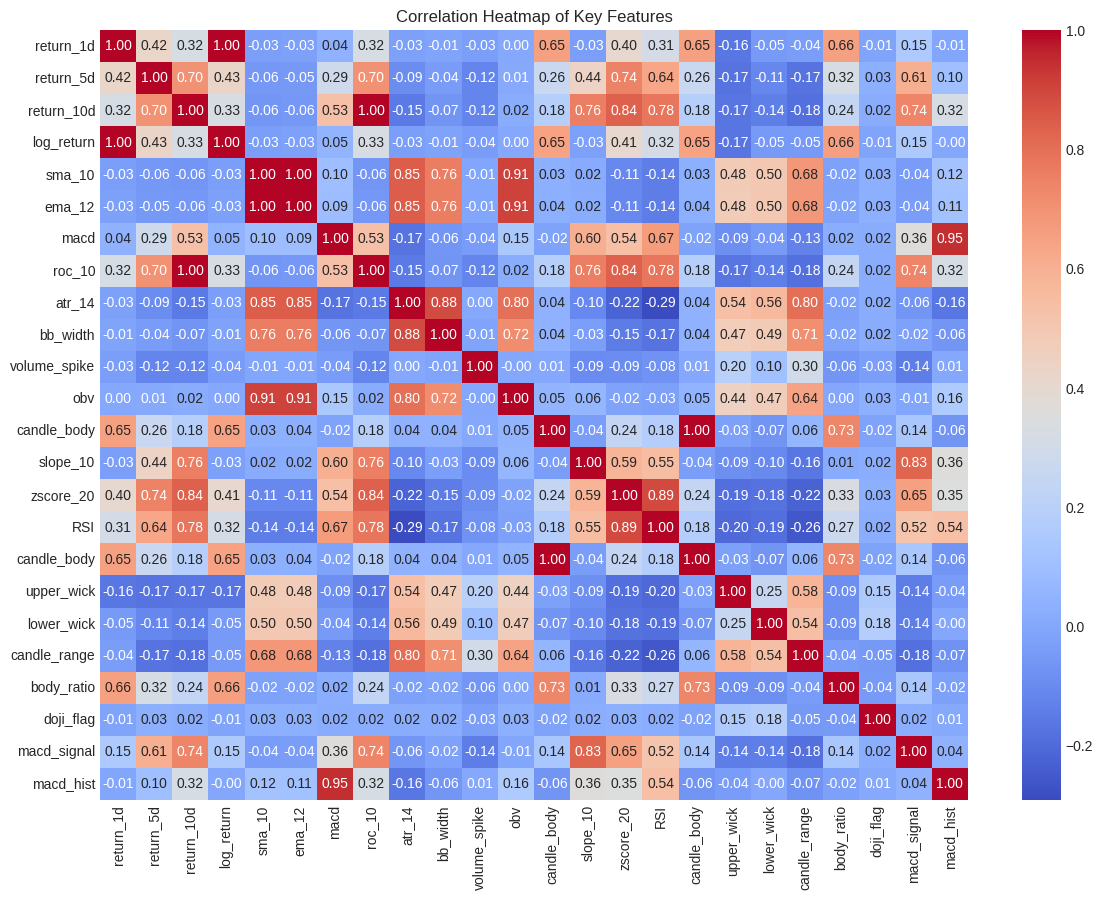 Correlation Heatmap of Key Features
return_1d 1.00 0.42 0.32 1.00 -0.03 -0.03 0.04 0.32 -0.03 -0.01 -0.03 0.00 0.65 -0.03 0.40 0.31 0.65 -0.16 -0.05 -0.04 0.66 -0.01 0.15 -0.01
return_5d 0.42 1.00 0.70 0.43 -0.06 -0.05 0.29 0.70 -0.09 -0.04 -0.12 0.01 0.26 0.44 0.74 0.64 0.26 -0.17 -0.11 -0.17 0.32 0.03 0.61 0.10
return_10d 0.32 0.70 1.00 0.33 -0.06 -0.06 0.53 1.00 -0.15 -0.07 -0.12 0.02 0.18 0.76 0.84 0.78 0.18 -0.17 -0.14 -0.18 0.24 0.02 0.74 0.32
log_return 1.00 0.43 0.33 1.00 -0.03 -0.03 0.05 0.33 -0.03 -0.01 -0.04 0.00 0.65 -0.03 0.41 0.32 0.65 -0.17 -0.05 -0.05 0.66 -0.01 0.15 -0.00
sma_10 -0.03 -0.06 -0.06 -0.03 1.00 1.00 0.10 -0.06 0.85 0.76 -0.01 0.91 0.03 0.02 -0.11 -0.14 0.03 0.48 0.50 0.68 -0.02 0.03 -0.04 0.12
ema_12 -0.03 -0.05 -0.06 -0.03 1.00 1.00 0.09 -0.06 0.85 0.76 -0.01 0.91 0.04 0.02 -0.11 -0.14 0.04 0.48 0.50 0.68 -0.02 0.03 -0.04 0.11
macd 0.04 0.29 0.53 0.05 0.10 0.09 1.00 0.53 -0.17 -0.06 -0.04 0.15 -0.02 0.60 0.54 0.67 -0.02 -0.09 -0.04 -0.13 0.02 0.02 0.36 0.95
roc_10 0.32 0.70 1.00 0.33 -0.06 -0.06 0.53 1.00 -0.15 -0.07 -0.12 0.02 0.18 0.76 0.84 0.78 0.18 -0.17 -0.14 -0.18 0.24 0.02 0.74 0.32
atr_14 -0.03 -0.09 -0.15 -0.03 0.85 0.85 -0.17 -0.15 1.00 0.88 0.00 0.80 0.04 -0.10 -0.22 -0.29 0.04 0.54 0.56 0.80 -0.02 0.02 -0.06 -0.16
bb_width -0.01 -0.04 -0.07 -0.01 0.76 0.76 -0.06 -0.07 0.88 1.00 -0.01 0.72 0.04 -0.03 -0.15 -0.17 0.04 0.47 0.49 0.71 -0.02 0.02 -0.02 -0.06
volume_spike -0.03 -0.12 -0.12 -0.04 -0.01 -0.01 -0.04 -0.12 0.00 -0.01 1.00 -0.00 0.01 -0.09 -0.09 -0.08 0.01 0.20 0.10 0.30 -0.06 -0.03 -0.14 0.01
obv 0.00 0.01 0.02 0.00 0.91 0.91 0.15 0.02 0.80 0.72 -0.00 1.00 0.05 0.06 -0.02 -0.03 0.05 0.44 0.47 0.64 0.00 0.03 -0.01 0.16
candle_body 0.65 0.26 0.18 0.65 0.03 0.04 -0.02 0.18 0.04 0.04 0.01 0.05 1.00 -0.04 0.24 0.18 1.00 -0.03 -0.07 0.06 0.73 -0.02 0.14 -0.06
slope_10 -0.03 0.44 0.76 -0.03 0.02 0.02 0.60 0.76 -0.10 -0.03 -0.09 0.06 -0.04 1.00 0.59 0.55 -0.04 -0.09 -0.10 -0.16 0.01 0.02 0.83 0.36
zscore_20 0.40 0.74 0.84 0.41 -0.11 -0.11 0.54 0.84 -0.22 -0.15 -0.09 -0.02 0.24 0.59 1.00 0.89 0.24 -0.19 -0.18 -0.22 0.33 0.03 0.65 0.35
RSI 0.31 0.64 0.78 0.32 -0.14 -0.14 0.67 0.78 -0.29 -0.17 -0.08 -0.03 0.18 0.55 0.89 1.00 0.18 -0.20 -0.19 -0.26 0.27 0.02 0.52 0.54
candle_body 0.65 0.26 0.18 0.65 0.03 0.04 -0.02 0.18 0.04 0.04 0.01 0.05 1.00 -0.04 0.24 0.18 1.00 -0.03 -0.07 0.06 0.73 -0.02 0.14 -0.06
upper_wick -0.16 -0.17 -0.17 -0.17 0.48 0.48 -0.09 -0.17 0.54 0.47 0.20 0.44 -0.03 -0.09 -0.19 -0.20 -0.03 1.00 0.25 0.58 -0.09 0.15 -0.14 -0.04
lower_wick -0.05 -0.11 -0.14 -0.05 0.50 0.50 -0.04 -0.14 0.56 0.49 0.10 0.47 -0.07 -0.10 -0.18 -0.19 -0.07 0.25 1.00 0.54 -0.09 0.18 -0.14 -0.00
candle_range -0.04 -0.17 -0.18 -0.05 0.68 0.68 -0.13 -0.18 0.80 0.71 0.30 0.64 0.06 -0.16 -0.22 -0.26 0.06 0.58 0.54 1.00 -0.04 -0.05 -0.18 -0.07
body_ratio 0.66 0.32 0.24 0.66 -0.02 -0.02 0.02 0.24 -0.02 -0.02 -0.06 0.00 0.73 0.01 0.33 0.27 0.73 -0.09 -0.09 -0.04 1.00 -0.04 0.14 -0.02
doji_flag -0.01 0.03 0.02 -0.01 0.03 0.03 0.02 0.02 0.02 0.02 -0.03 0.03 -0.02 0.02 0.03 0.02 -0.02 0.15 0.18 -0.05 -0.04 1.00 0.02 0.01
macd_signal 0.15 0.61 0.74 0.15 -0.04 -0.04 0.36 0.74 -0.06 -0.02 -0.14 -0.01 0.14 0.83 0.65 0.52 0.14 -0.14 -0.14 -0.18 0.14 0.02 1.00 0.04
macd_hist -0.01 0.10 0.32 -0.00 0.12 0.11 0.95 0.32 -0.16 -0.06 0.01 0.16 -0.06 0.36 0.35 0.54 -0.06 -0.04 -0.00 -0.07 -0.02 0.01 0.04 1.00
return_1d return_5d return_10d log_return sma_10 ema_12 macd roc_10 atr_14 bb_width volume_spike obv candle_body slope_10 zscore_20 RSI candle_body upper_wick lower_wick candle_range body_ratio doji_flag macd_signal macd_hist
1.0
0.8
0.6
0.4
0.2
0.0
-0.2